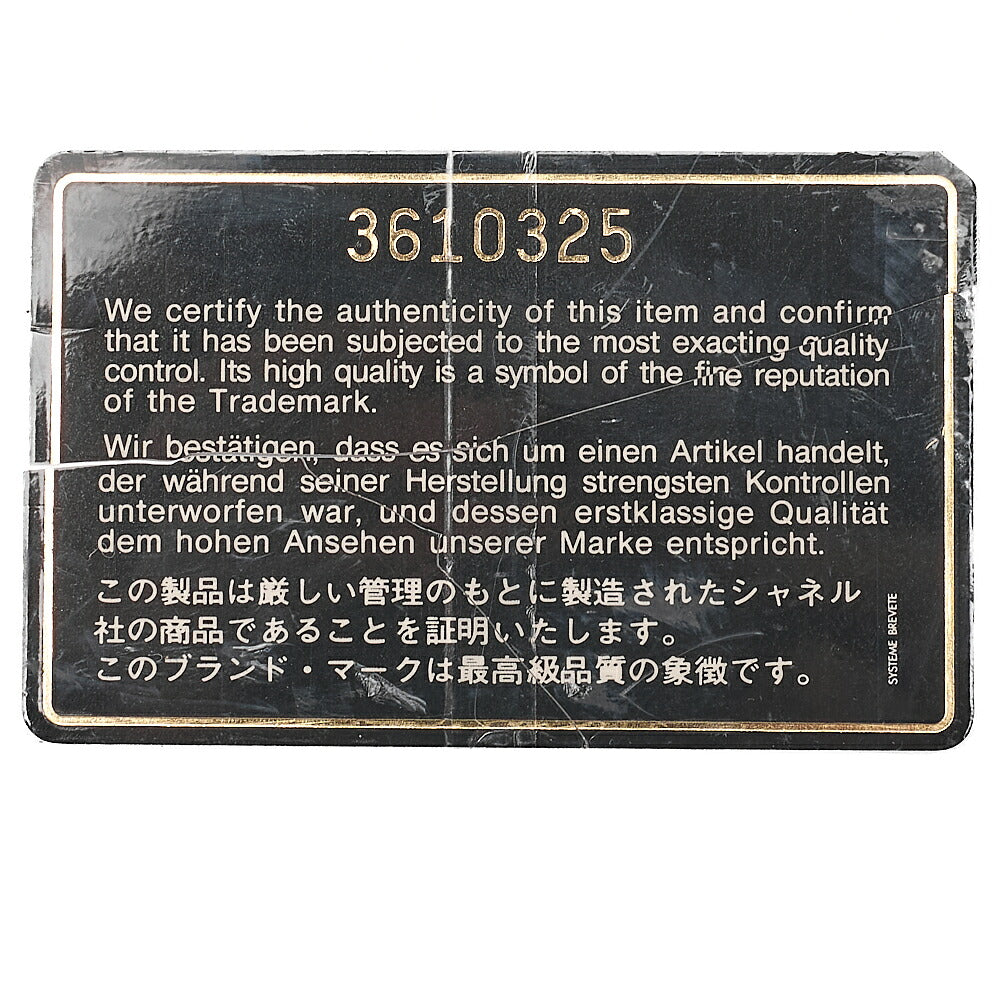 3610325
We certify the authenticity of this item and confirm
that it has been subjected to the most exacting quality
control. Its high quality is a symbol of the fine reputation
of the Trademark.
Wir bestätigen, dass es sich um einen Artikel handelt,
der während seiner Herstellung strengsten Kontrollen
unterworfen war, und dessen erstklassige Qualität
dem hohen Ansehen unserer Marke entspricht.
この製品は厳しい管理のもとに製造されたシャネル
社の商品であることを証明いたします。
このブランド・マークは最高級品質の象徴です。
SYSTEME BREVETE